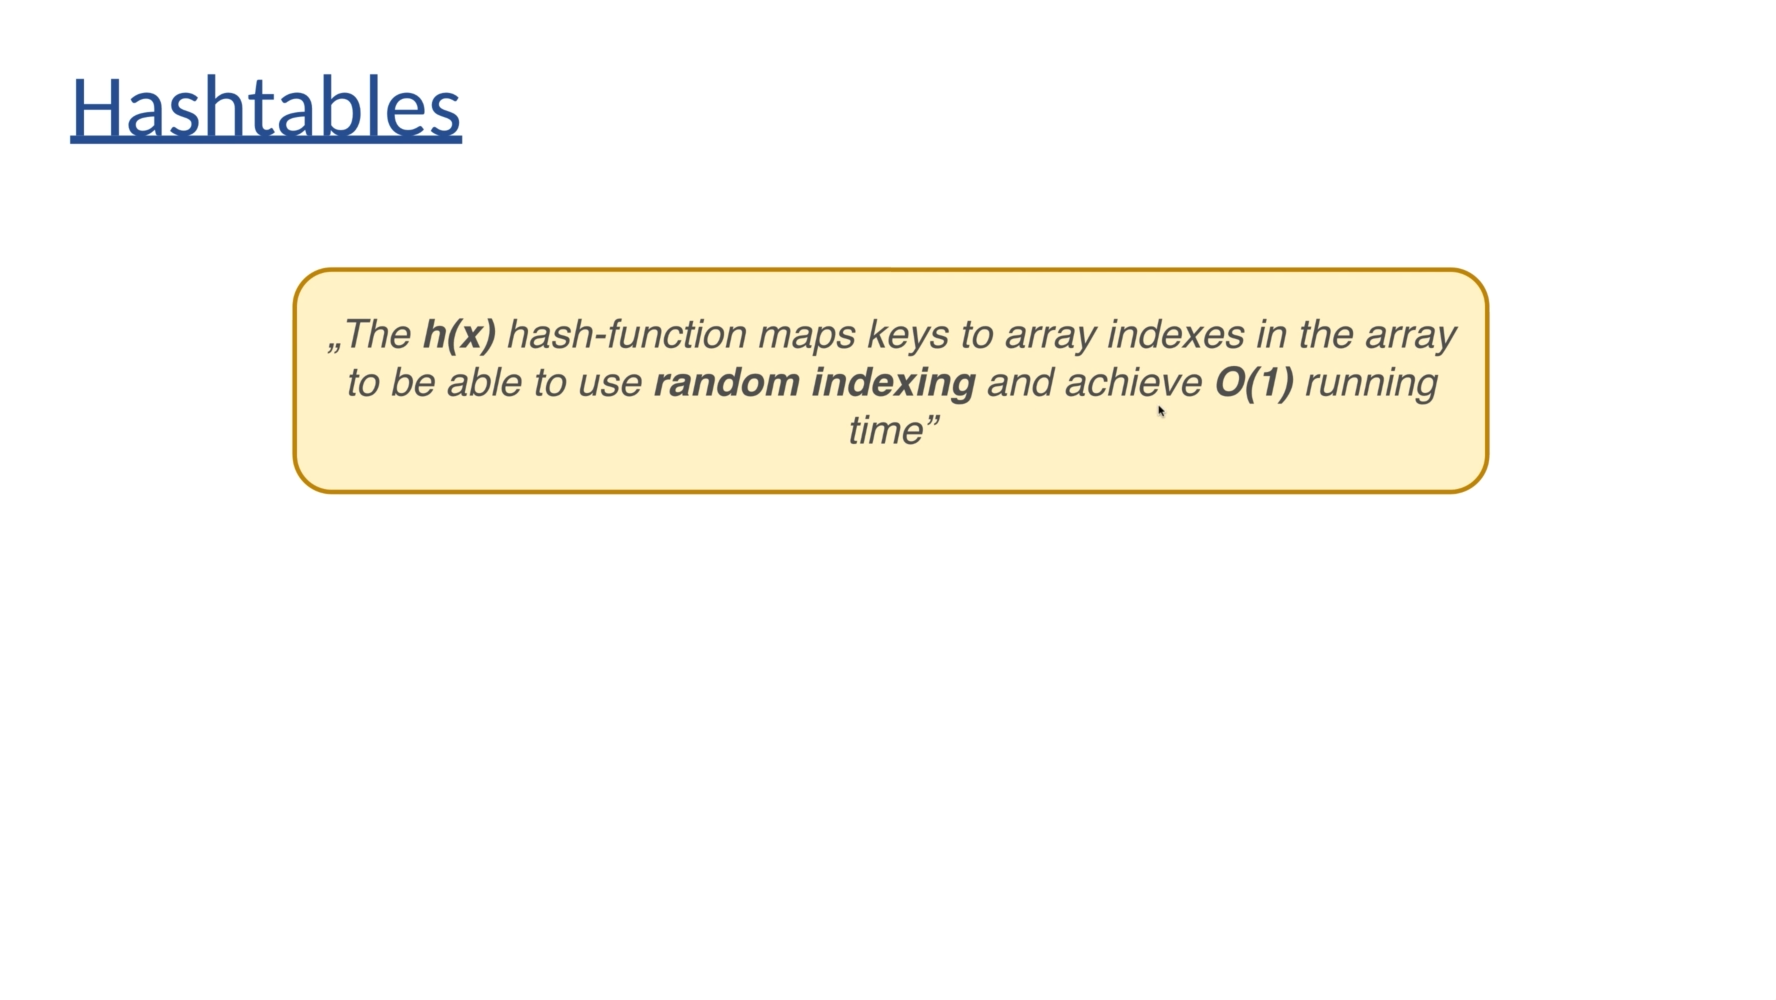 Hashtables
„The h(x) hash-function maps keys to array indexes in the array
to be able to use random indexing and achieve O(1) running
time”